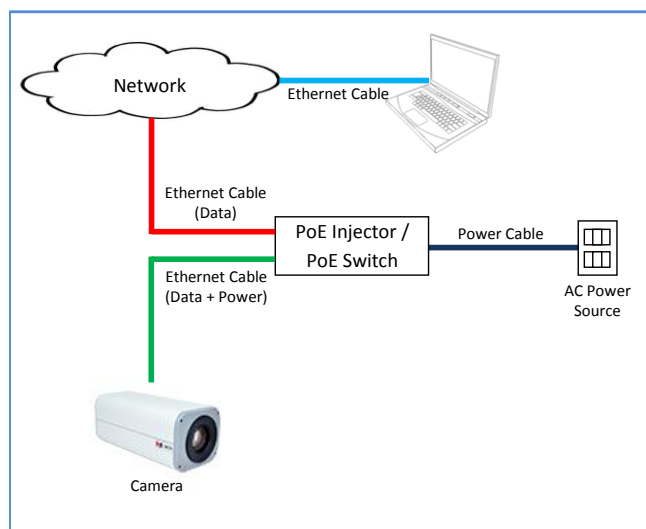 Network
Ethernet Cable
Ethernet Cable
(Data)
PoE Injector /
PoE Switch
Power Cable
Ethernet Cable
(Data + Power)
AC Power
Source
Camera